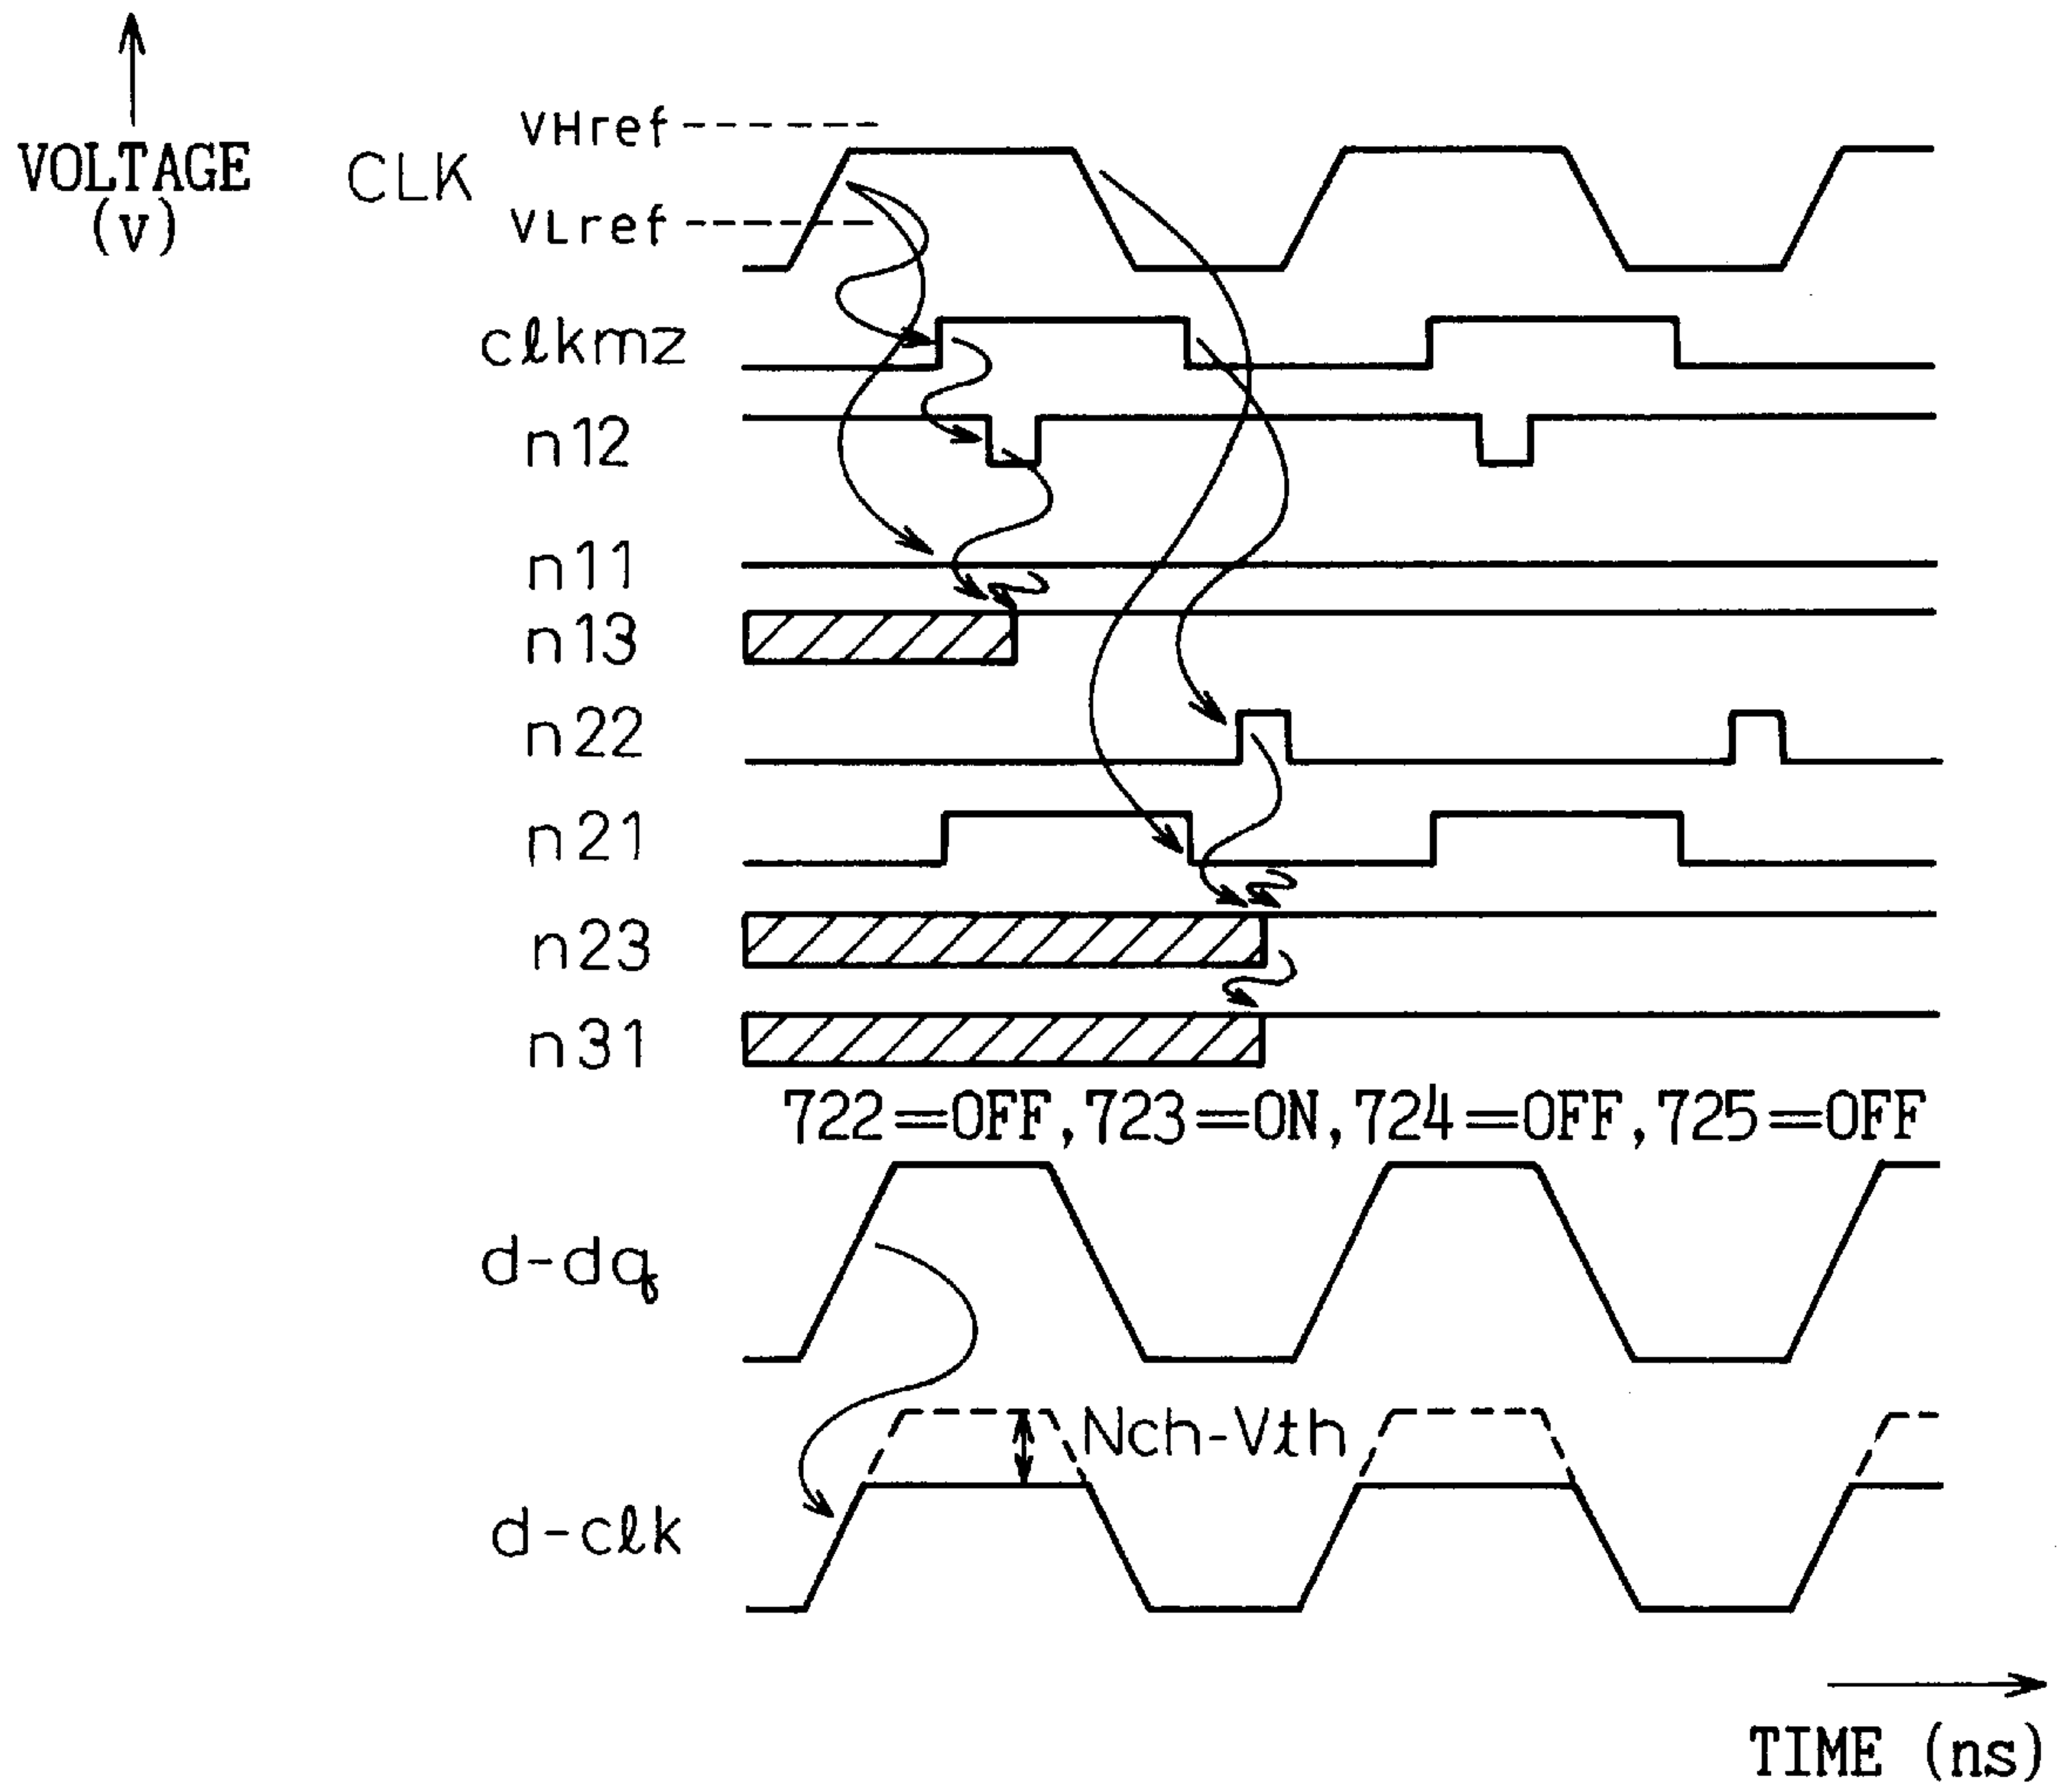 VHref
VOLTAGE
(V)
CLK
VLref
clkmz
n12
n11
n13
n22
n21
n23
n31
722=OFF,723=ON,724=OFF,725=OFF
d-dq
Nch-Vth
d-clk
TIME (ns)